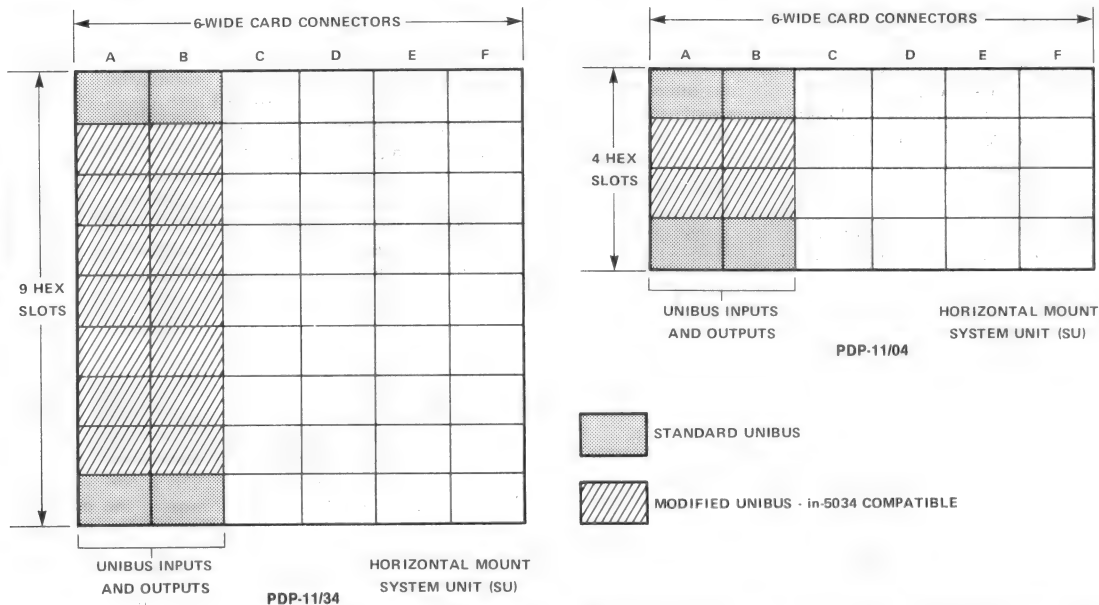 6-WIDE CARD CONNECTORS
A B C D E F
9 HEX
SLOTS
UNIBUS INPUTS
AND OUTPUTS
HORIZONTAL MOUNT
SYSTEM UNIT (SU)
PDP-11/34
6-WIDE CARD CONNECTORS
A B C D E F
4 HEX
SLOTS
UNIBUS INPUTS
AND OUTPUTS
HORIZONTAL MOUNT
SYSTEM UNIT (SU)
PDP-11/04
STANDARD UNIBUS
MODIFIED UNIBUS - in-5034 COMPATIBLE